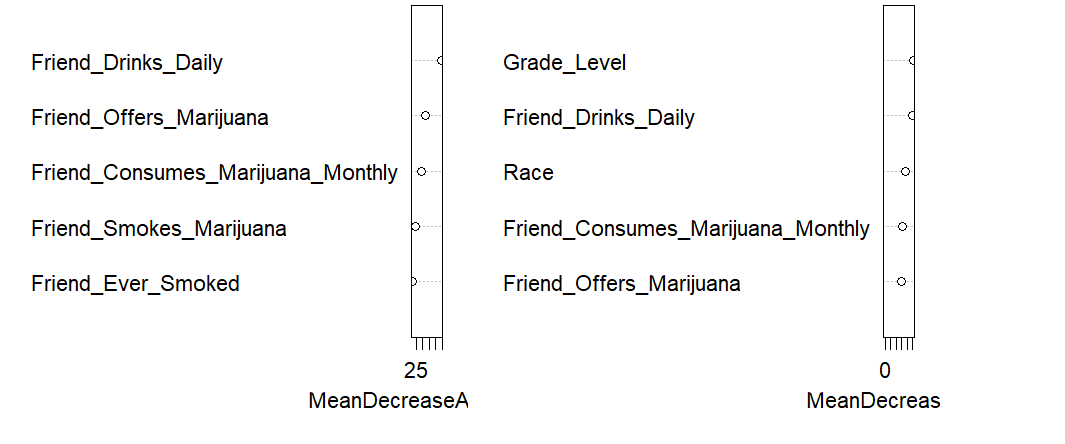 Friend_Drinks_Daily
Friend_Offers_Marijuana
Friend_Consumes_Marijuana_Monthly
Friend_Smokes_Marijuana
Friend_Ever_Smoked
25
MeanDecreaseA
Grade_Level
Friend_Drinks_Daily
Race
Friend_Consumes_Marijuana_Monthly
Friend_Offers_Marijuana
0
MeanDecreas